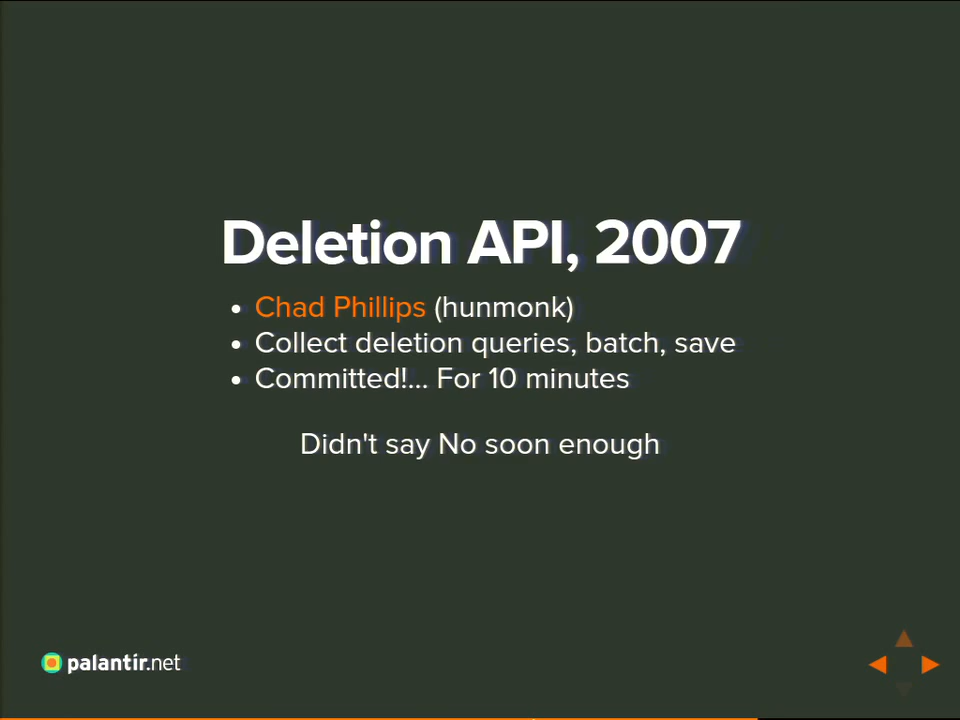 Deletion API, 2007
• Chad Phillips (hunmonk)
• Collect deletion queries, batch, save
• Committed!... For 10 minutes
Didn't say No soon enough
palantir.net